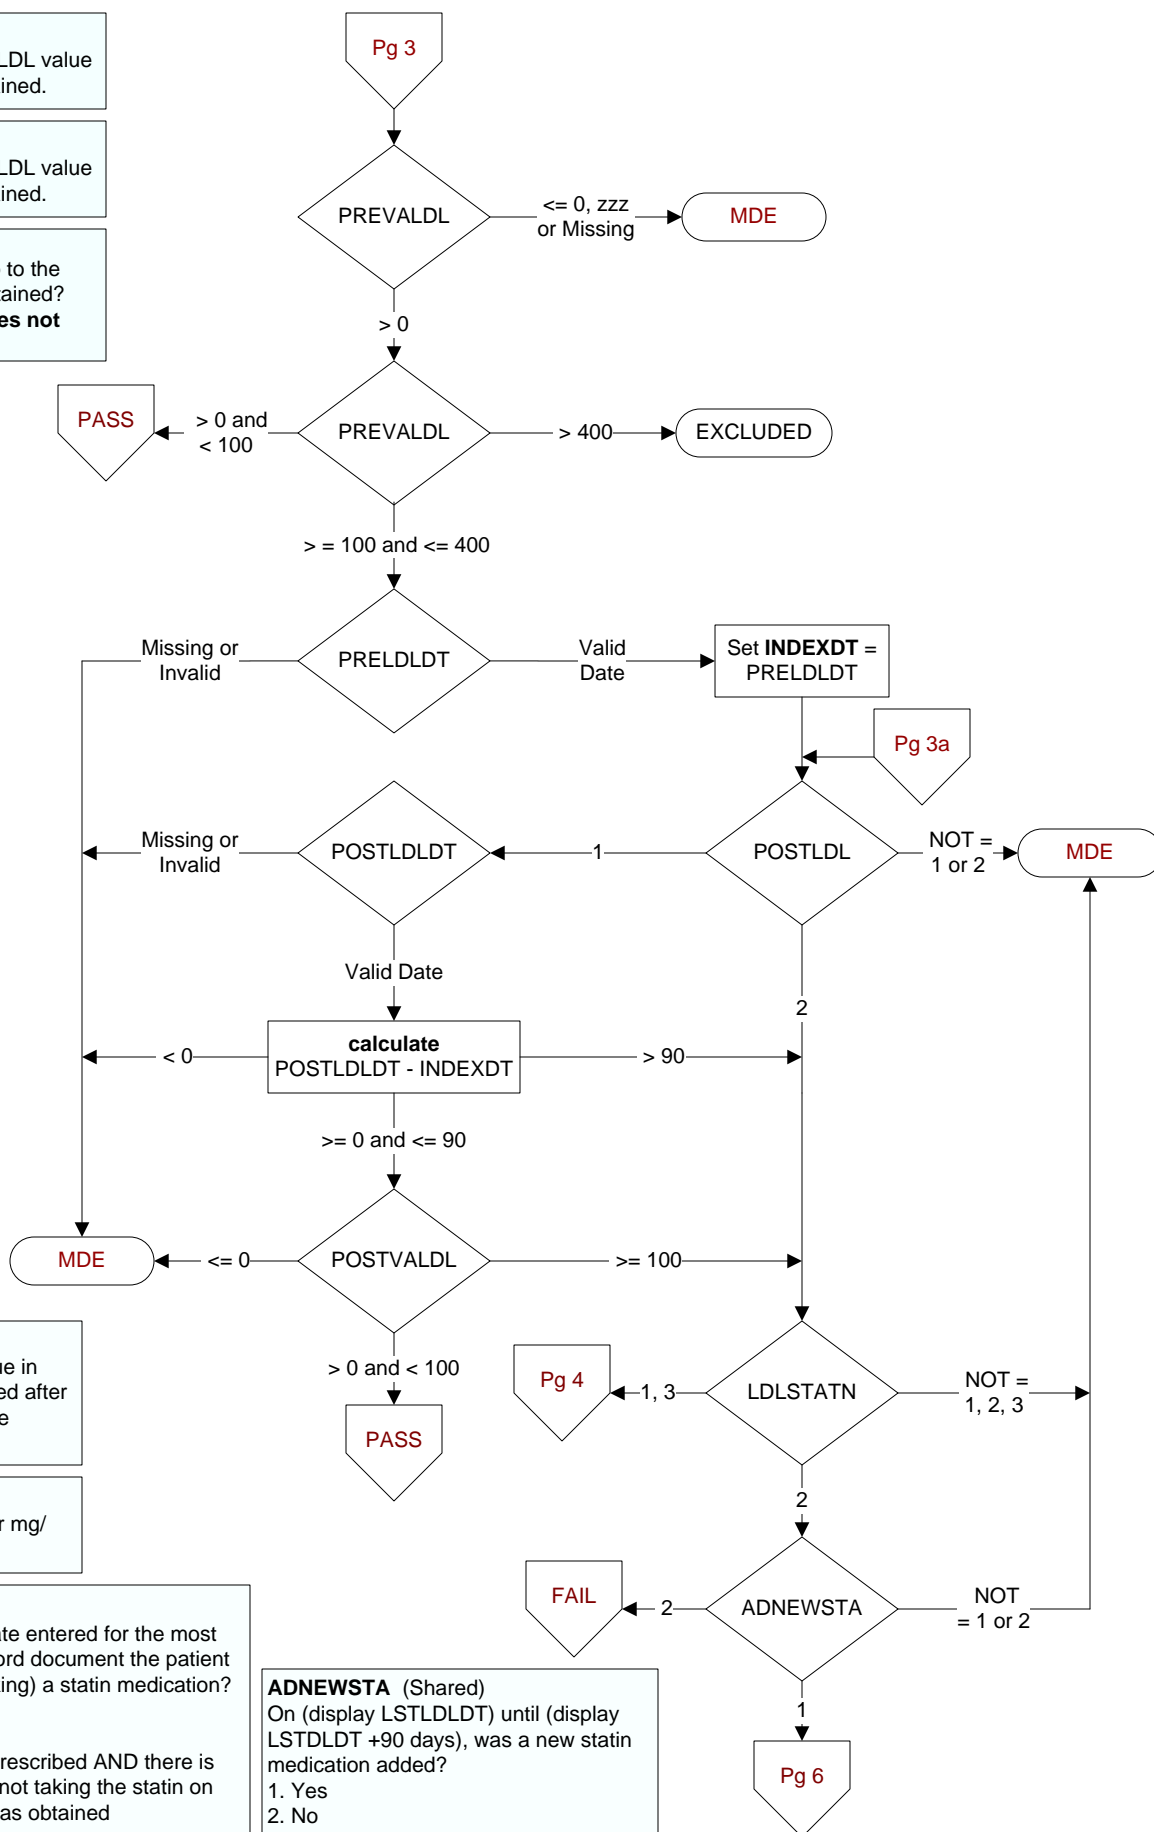 LDL value
ined.
LDL value
ined.
to the
tained?
es not
Pg 3
PREVALDL
<= 0, zzz
or Missing
MDE
> 0
PASS
> 0 and
< 100
PREVALDL
> 400
EXCLUDED
> = 100 and <= 400
Missing or
Invalid
PRELDLDT
Valid
Date
Set INDEXDT =
PRELDLDT
Pg 3a
Missing or
Invalid
POSTLDLDT
1
POSTLDL
NOT =
1 or 2
MDE
Valid Date
2
< 0
calculate
POSTLDLDT - INDEXDT
> 90
>= 0 and <= 90
MDE
<= 0
POSTVALDL
>= 100
> 0 and < 100
PASS
Pg 4
1, 3
LDLSTATN
NOT =
1, 2, 3
2
FAIL
2
ADNEWSTA
NOT
= 1 or 2
1
Pg 6
ue in
ed after
e
r mg/
ate entered for the most
ord document the patient
ing) a statin medication?
rescribed AND there is
not taking the statin on
as obtained
ADNEWSTA (Shared)
On (display LSTLDLDT) until (display
LSTDLDT +90 days), was a new statin
medication added?
1. Yes
2. No